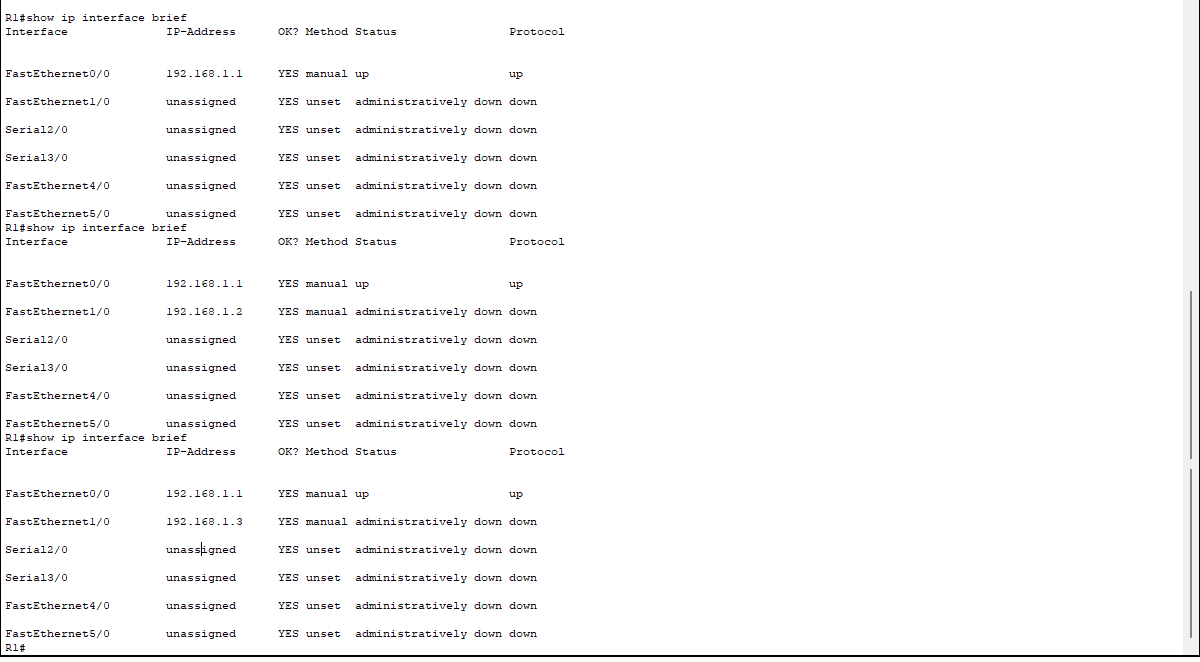 R1#show ip interface brief
Interface              IP-Address      OK? Method Status                Protocol
FastEthernet0/0        192.168.1.1     YES manual up                    up
FastEthernet1/0        unassigned      YES unset  administratively down down
Serial2/0              unassigned      YES unset  administratively down down
Serial3/0              unassigned      YES unset  administratively down down
FastEthernet4/0        unassigned      YES unset  administratively down down
FastEthernet5/0        unassigned      YES unset  administratively down down
R1#show ip interface brief
Interface              IP-Address      OK? Method Status                Protocol
FastEthernet0/0        192.168.1.1     YES manual up                    up
FastEthernet1/0        192.168.1.2     YES manual administratively down down
Serial2/0              unassigned      YES unset  administratively down down
Serial3/0              unassigned      YES unset  administratively down down
FastEthernet4/0        unassigned      YES unset  administratively down down
FastEthernet5/0        unassigned      YES unset  administratively down down
R1#show ip interface brief
Interface              IP-Address      OK? Method Status                Protocol
FastEthernet0/0        192.168.1.1     YES manual up                    up
FastEthernet1/0        192.168.1.3     YES manual administratively down down
Serial2/0              unassigned      YES unset  administratively down down
Serial3/0              unassigned      YES unset  administratively down down
FastEthernet4/0        unassigned      YES unset  administratively down down
FastEthernet5/0        unassigned      YES unset  administratively down down
R1#